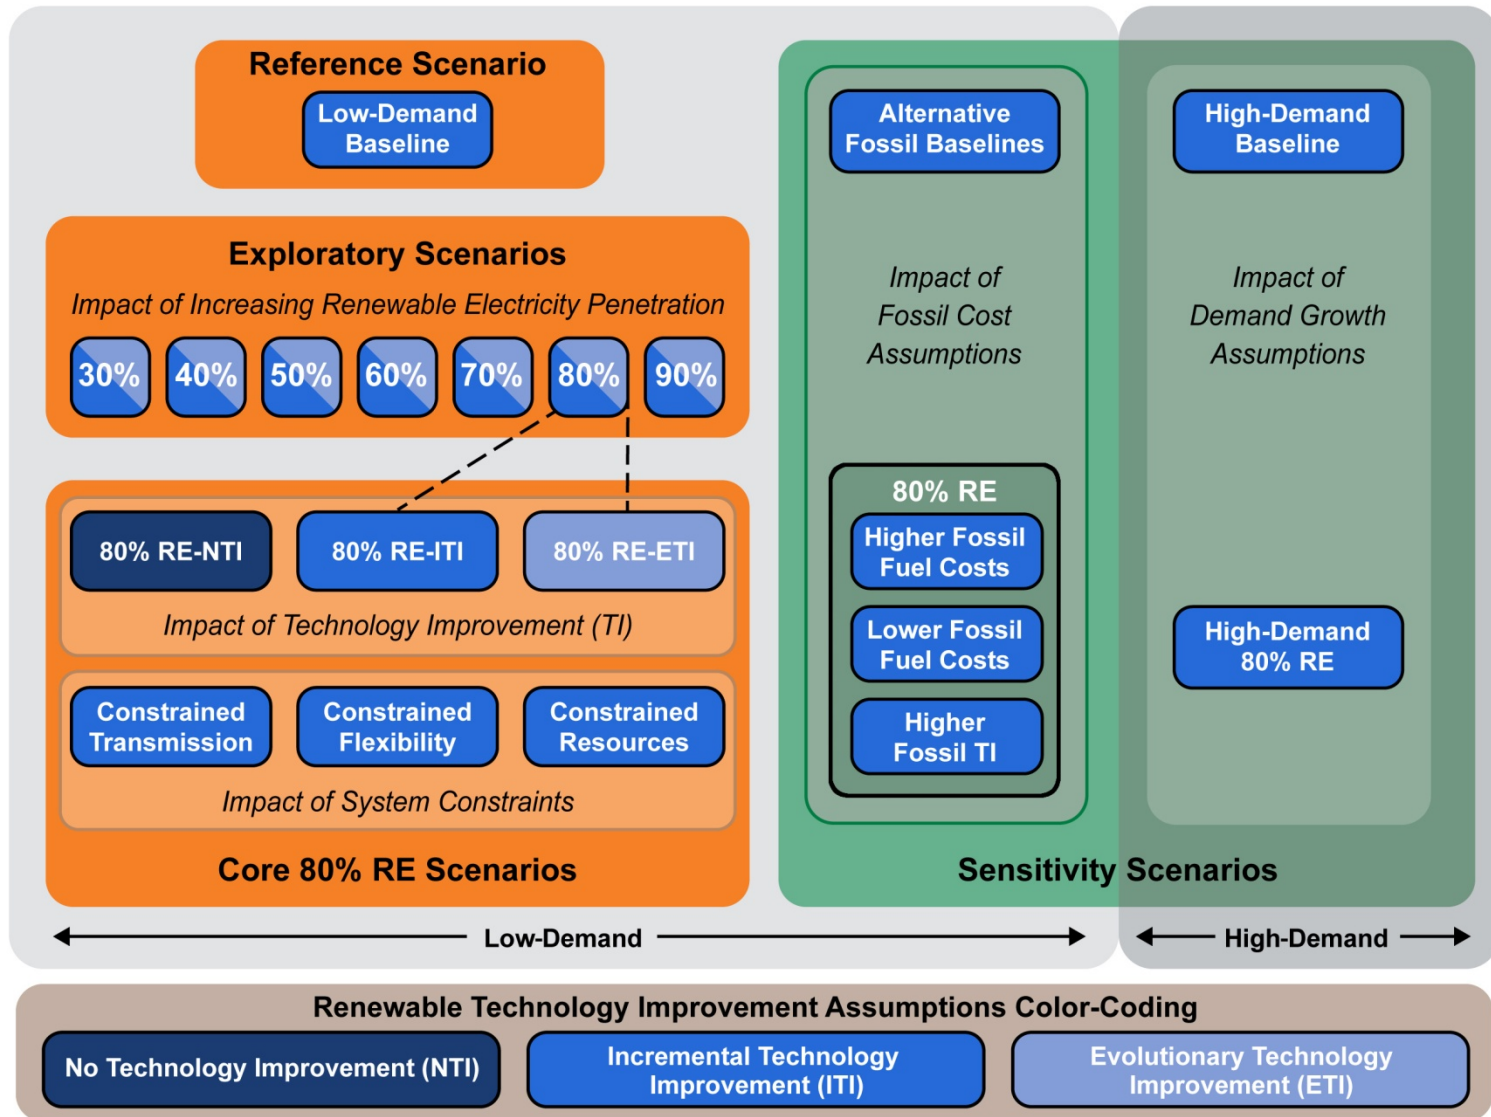 Reference Scenario
Low-Demand
Baseline
Exploratory Scenarios
Impact of Increasing Renewable Electricity Penetration
30%
40%
50%
60%
70%
80%
90%
80% RE-NTI
80% RE-ITI
80% RE-ETI
Impact of Technology Improvement (TI)
Constrained
Transmission
Constrained
Flexibility
Constrained
Resources
Impact of System Constraints
Core 80% RE Scenarios
Alternative
Fossil Baselines
Impact of
Fossil Cost
Assumptions
80% RE
Higher Fossil
Fuel Costs
Lower Fossil
Fuel Costs
Higher
Fossil TI
High-Demand
Baseline
Impact of
Demand Growth
Assumptions
High-Demand
80% RE
Sensitivity Scenarios
Low-Demand
High-Demand
Renewable Technology Improvement Assumptions Color-Coding
No Technology Improvement (NTI)
Incremental Technology
Improvement (ITI)
Evolutionary Technology
Improvement (ETI)